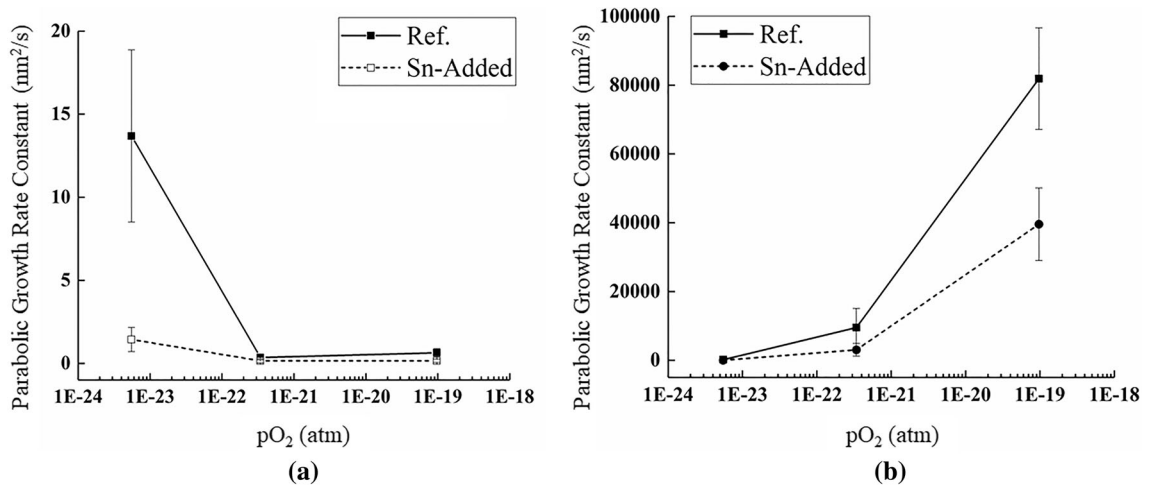 Ref.
Sn-Added
Parabolic Growth Rate Constant (nm²/s)
20
15
10
5
0
1E-24 1E-23 1E-22 1E-21 1E-20 1E-19 1E-18
pO₂ (atm)
(a)
Ref.
Sn-Added
Parabolic Growth Rate Constant (nm²/s)
100000
80000
60000
40000
20000
0
1E-24 1E-23 1E-22 1E-21 1E-20 1E-19 1E-18
pO₂ (atm)
(b)